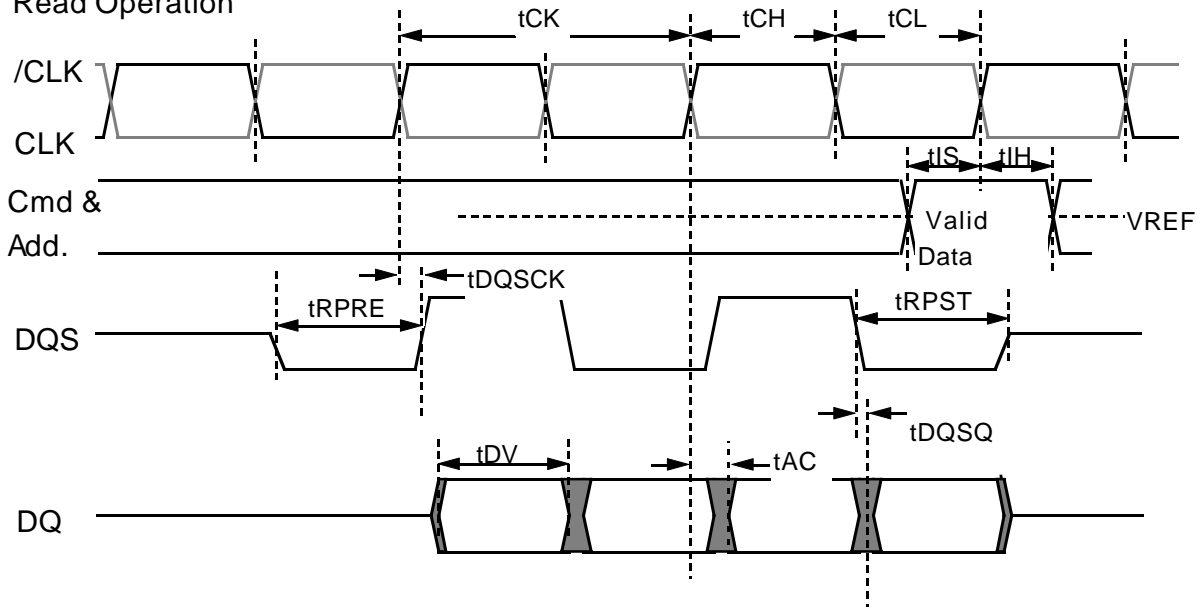 Read Operation
tCK
tCH
tCL
/CLK
CLK
tIS
tIH
Cmd &
Add.
Valid
Data
VREF
tDQSCK
tRPRE
tRPST
DQS
tDQSQ
tDV
tAC
DQ